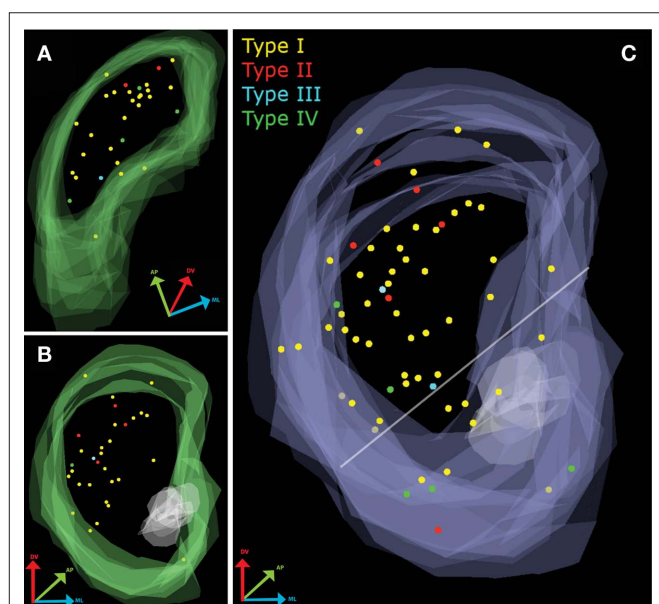 A
AP
DV
ML
B
DV
AP
ML
Type I
Type II
Type III
Type IV
C
DV
AP
ML